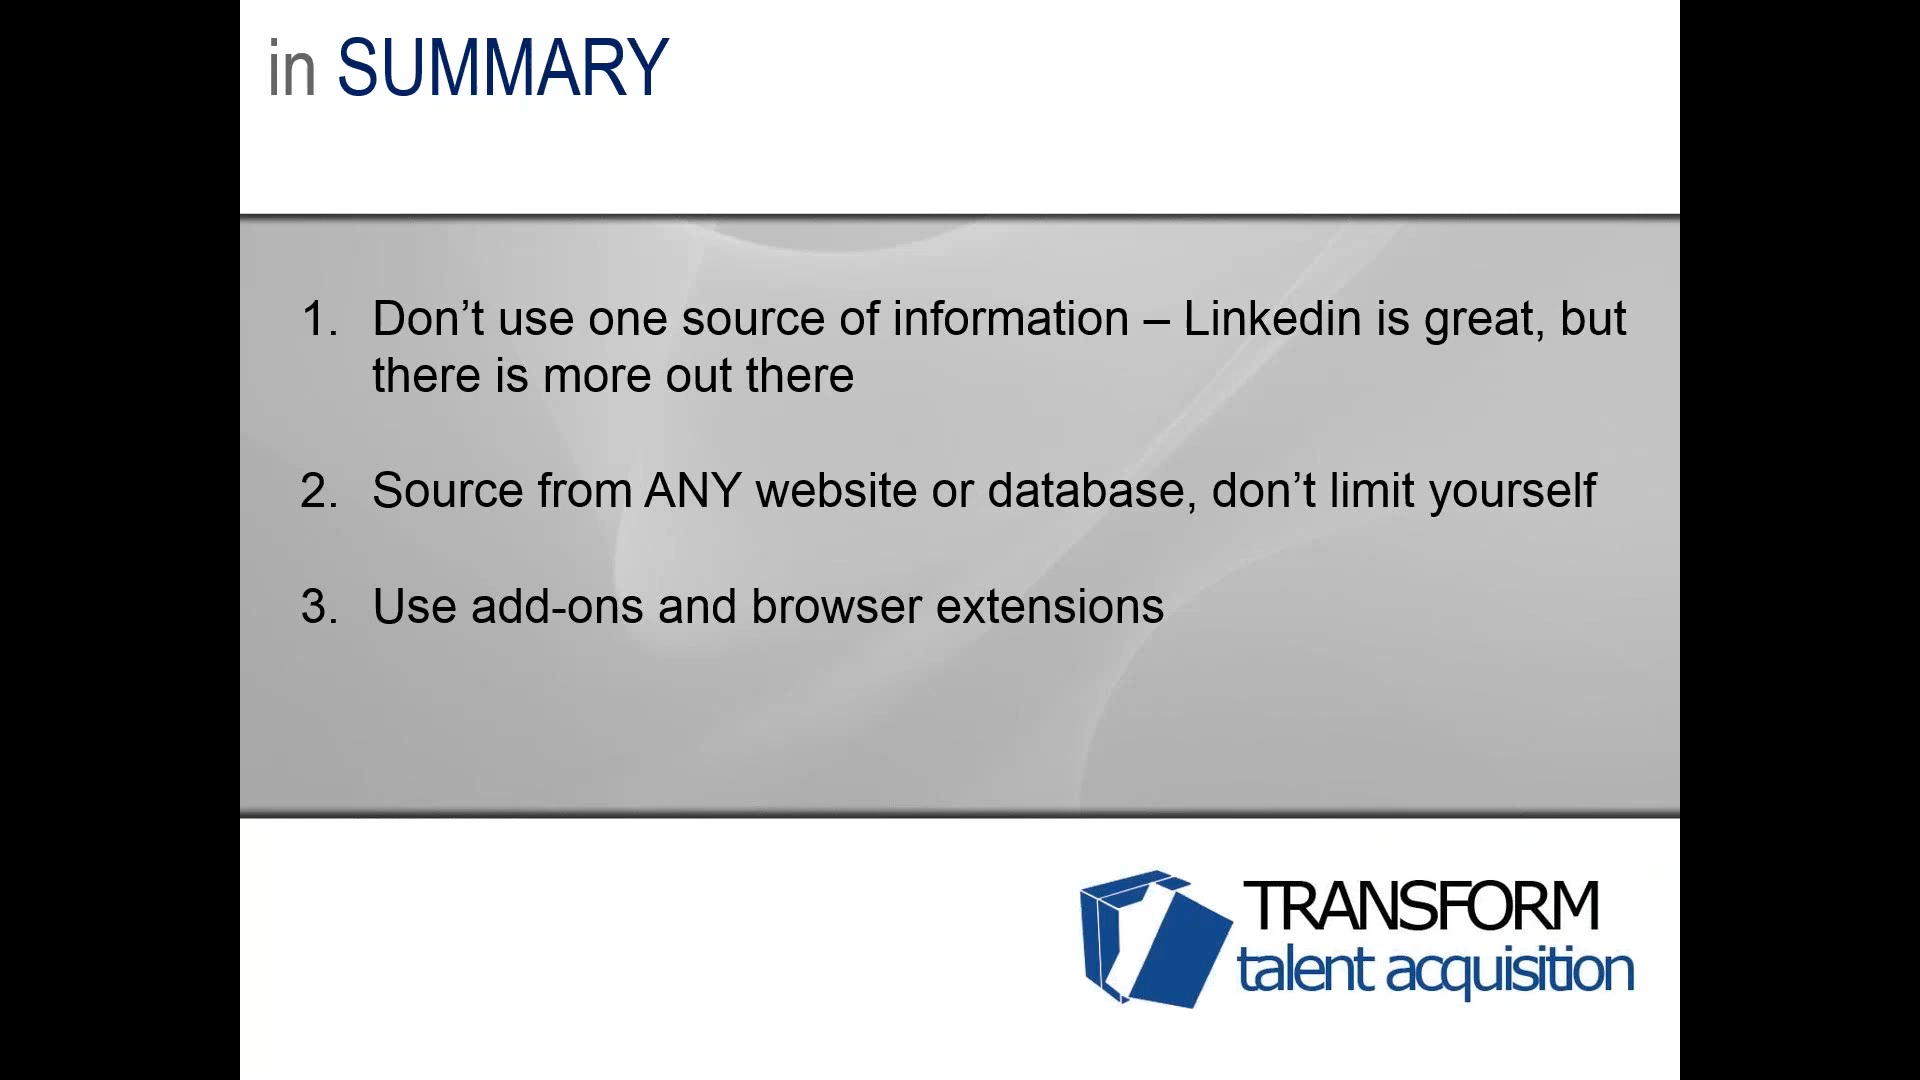 in SUMMARY
1. Don’t use one source of information – Linkedin is great, but
there is more out there
2. Source from ANY website or database, don’t limit yourself
3. Use add-ons and browser extensions
TRANSFORM
talent acquisition